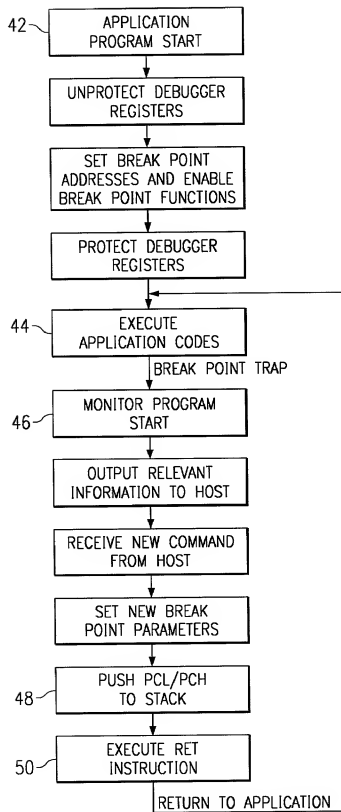 42
APPLICATION
PROGRAM START
UNPROTECT DEBUGGER
REGISTERS
SET BREAK POINT
ADDRESSES AND ENABLE
BREAK POINT FUNCTIONS
PROTECT DEBUGGER
REGISTERS
44
EXECUTE
APPLICATION CODES
BREAK POINT TRAP
46
MONITOR PROGRAM
START
OUTPUT RELEVANT
INFORMATION TO HOST
RECEIVE NEW COMMAND
FROM HOST
SET NEW BREAK
POINT PARAMETERS
48
PUSH PCL/PCH
TO STACK
50
EXECUTE RET
INSTRUCTION
RETURN TO APPLICATION